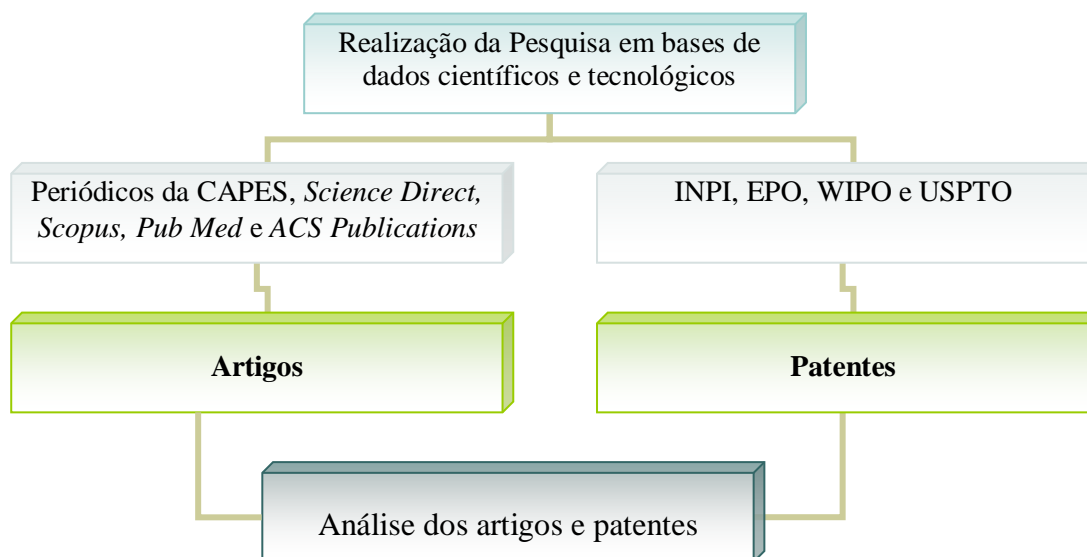 Realização da Pesquisa em bases de
dados científicos e tecnológicos
Periódicos da CAPES, Science Direct,
Scopus, Pub Med e ACS Publications
INPI, EPO, WIPO e USPTO
Artigos
Patentes
Análise dos artigos e patentes